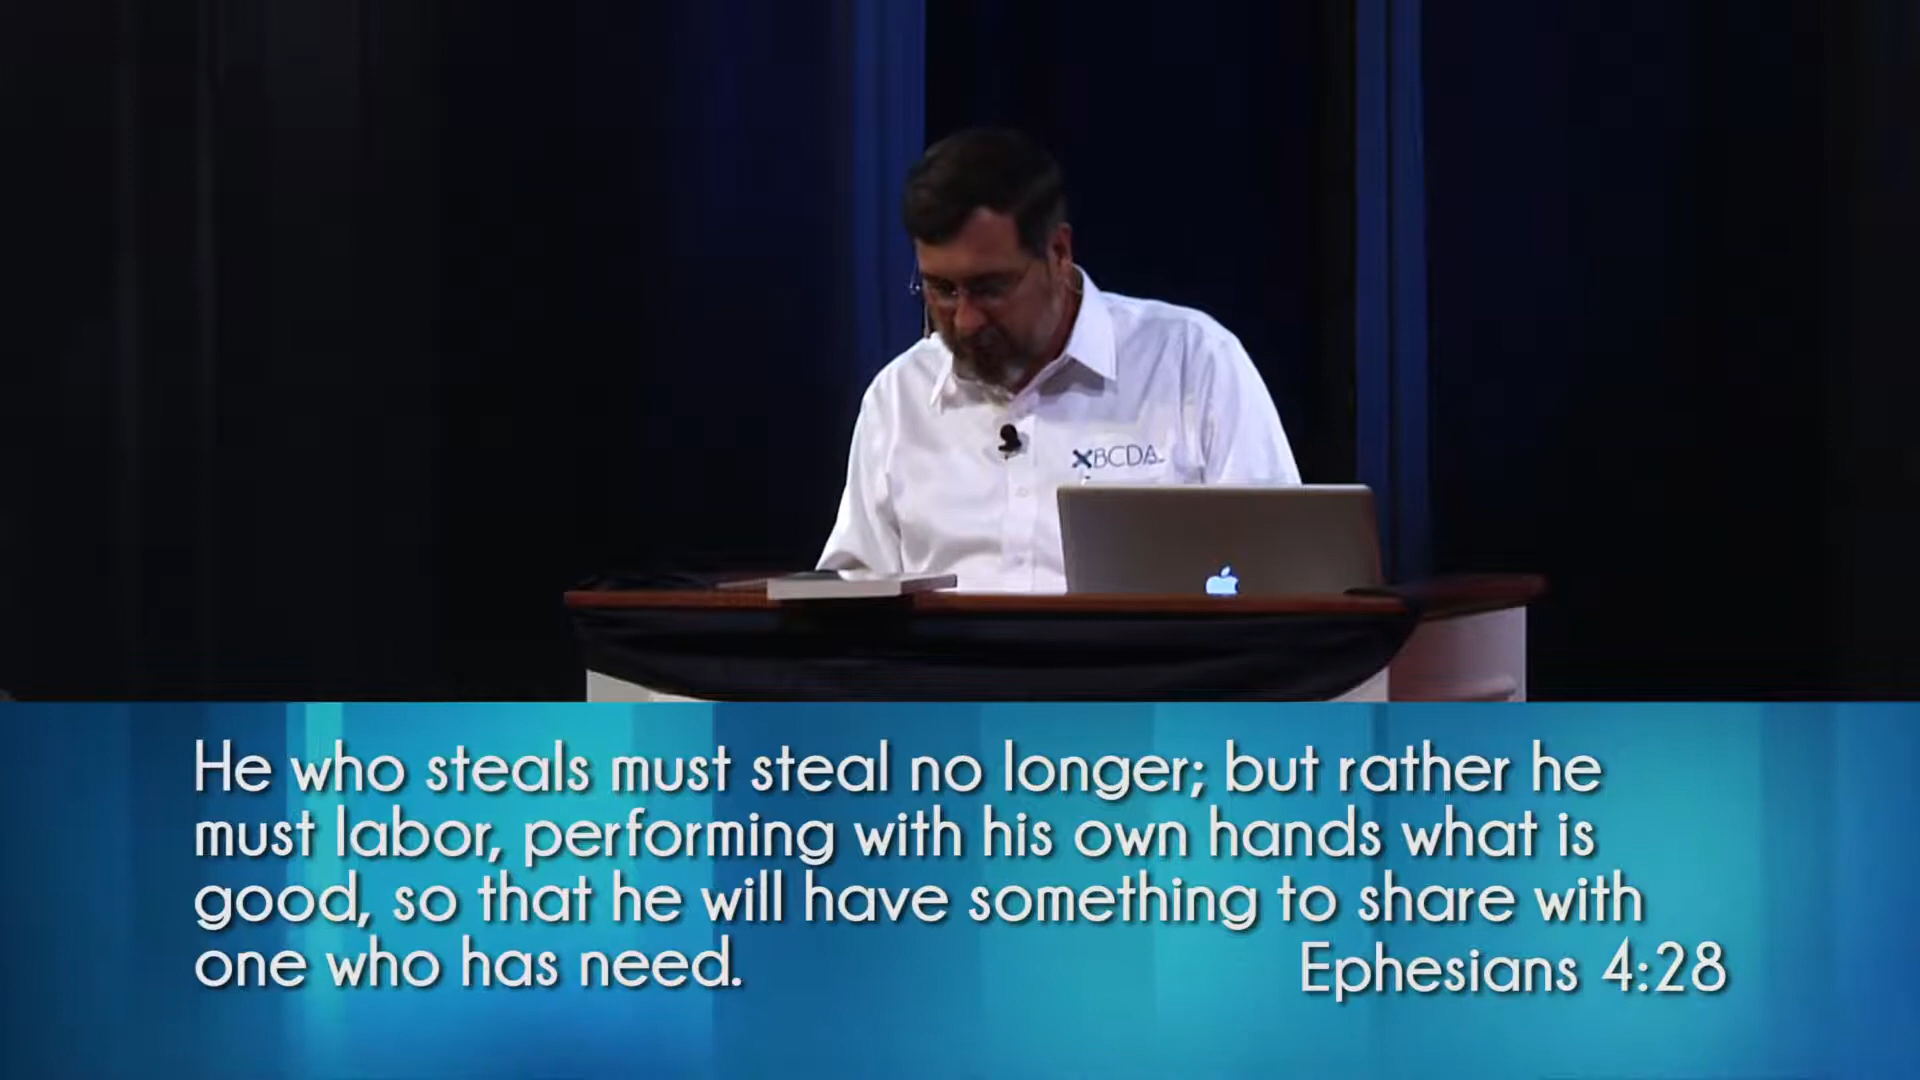 BCDA
He who steals must steal no longer; but rather he
must labor, performing with his own hands what is
good, so that he will have something to share with
one who has need.
Ephesians 4:28